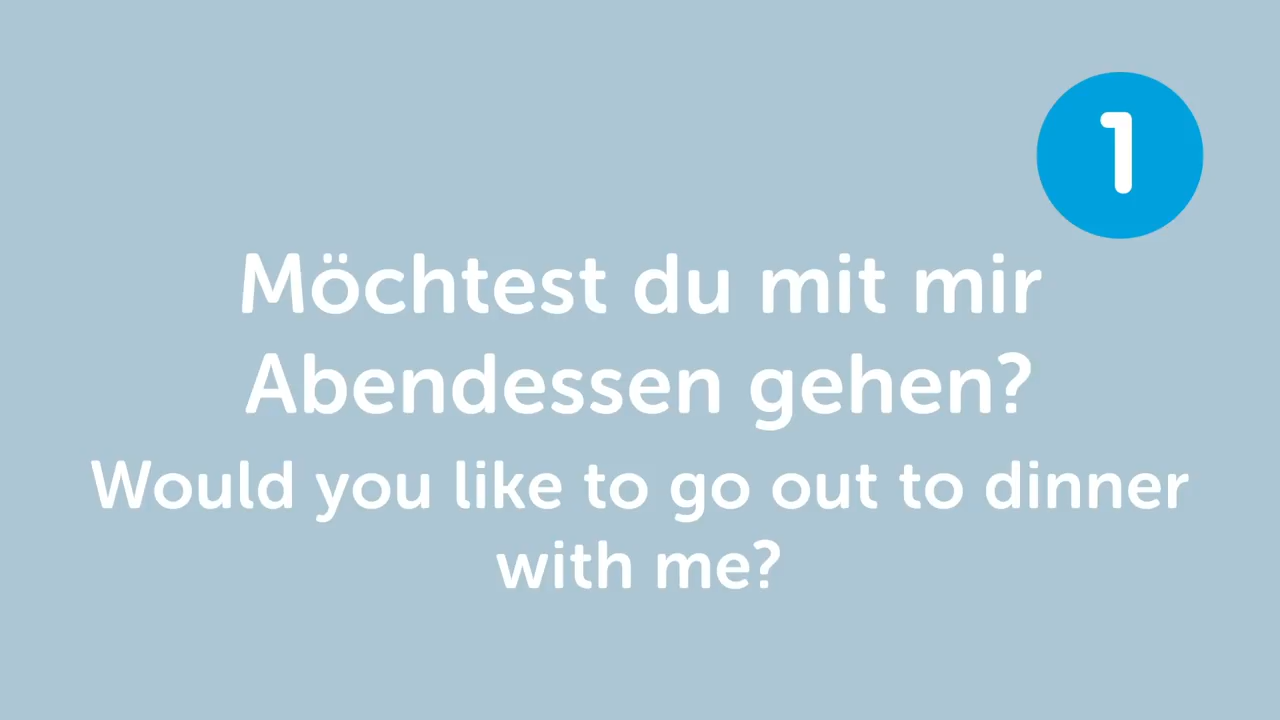 1
Möchtest du mit mir
Abendessen gehen?
Would you like to go out to dinner
with me?